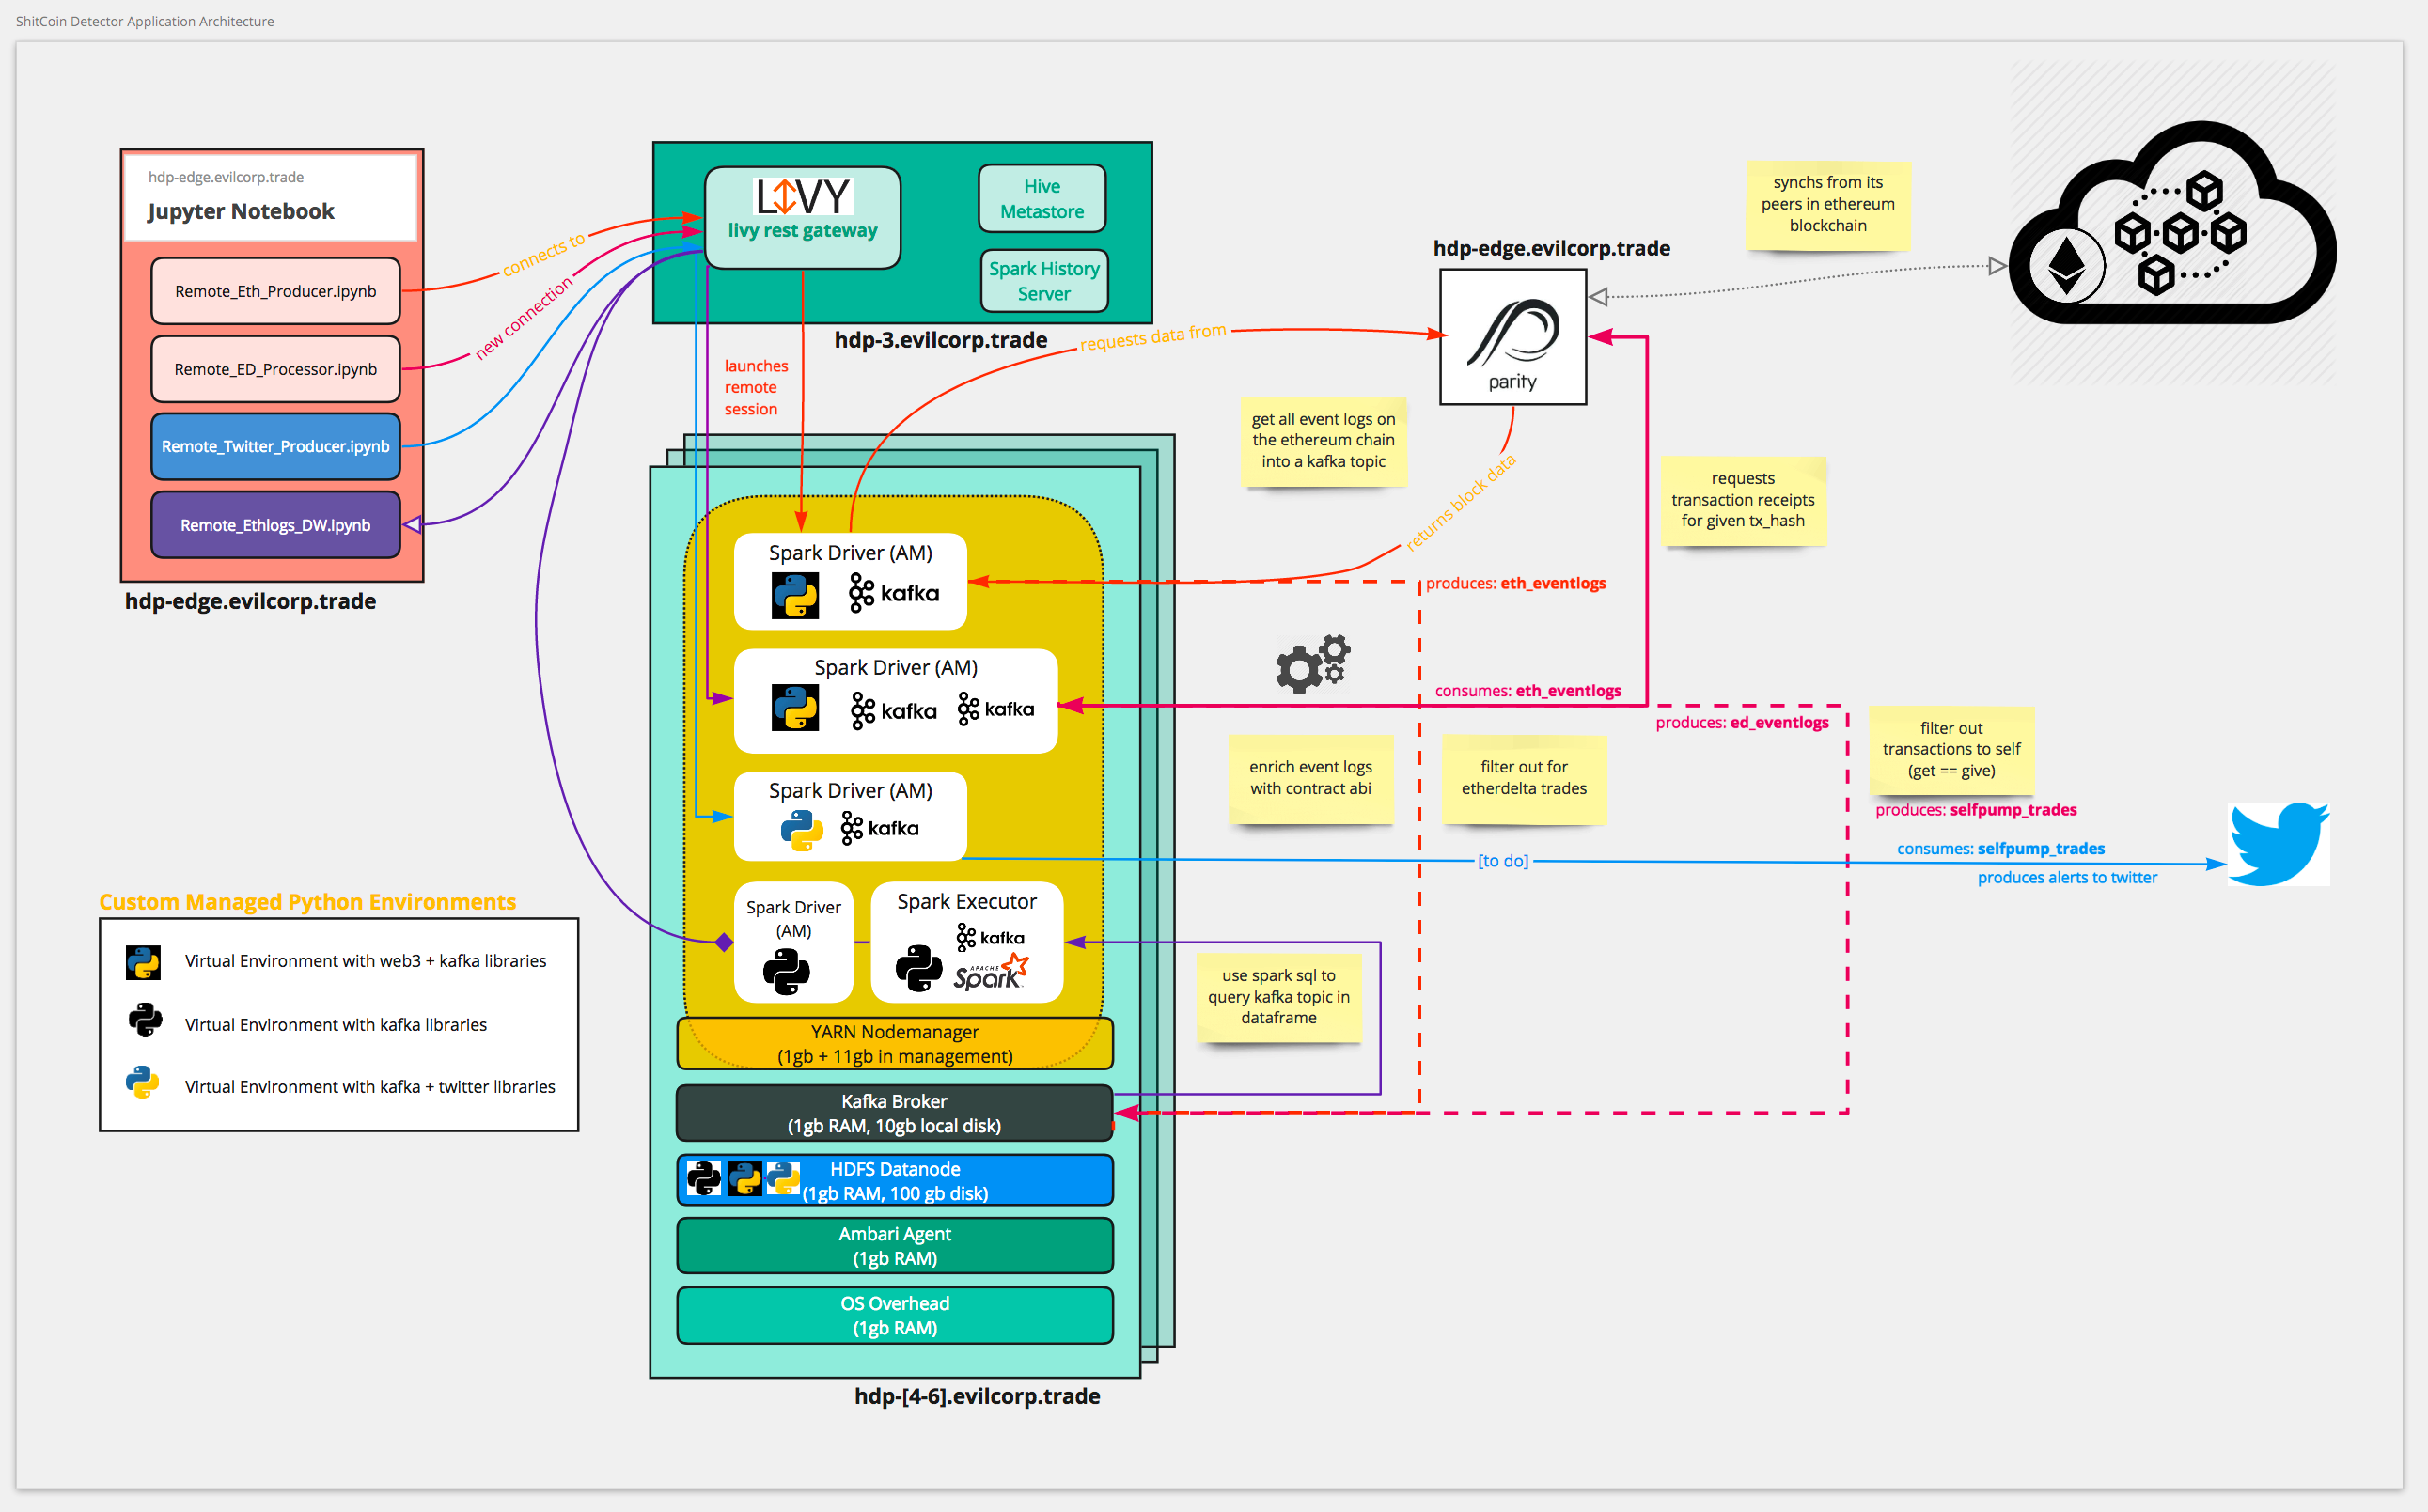 ShitCoin Detector Application Architecture
hdp-edge.evilcorp.trade
Jupyter Notebook
Remote_Eth_Producer.ipynb
Remote_ED_Processor.ipynb
Remote_Twitter_Producer.ipynb
Remote_Ethlogs_DW.ipynb
hdp-edge.evilcorp.trade
connects to
new connection
LIVY
livy rest gateway
Hive
Metastore
Spark History
Server
hdp-3.evilcorp.trade
launches
remote
session
requests data from
hdp-edge.evilcorp.trade
parity
synchs from its
peers in ethereum
blockchain
get all event logs on
the ethereum chain
into a kafka topic
returns block data
requests
transaction receipts
for given tx_hash
Spark Driver (AM)
kafka
produces: eth_eventlogs
Spark Driver (AM)
kafka
kafka
consumes: eth_eventlogs
produces: ed_eventlogs
enrich event logs
with contract abi
filter out for
etherdelta trades
filter out
transactions to self
(get == give)
produces: selfpump_trades
Spark Driver (AM)
kafka
[to do]
consumes: selfpump_trades
produces alerts to twitter
Spark Driver
(AM)
Spark Executor
kafka
APACHE
Spark
use spark sql to
query kafka topic in
dataframe
YARN Nodemanager
(1gb + 11gb in management)
Kafka Broker
(1gb RAM, 10gb local disk)
HDFS Datanode
(1gb RAM, 100 gb disk)
Ambari Agent
(1gb RAM)
OS Overhead
(1gb RAM)
hdp-[4-6].evilcorp.trade
Custom Managed Python Environments
Virtual Environment with web3 + kafka libraries
Virtual Environment with kafka libraries
Virtual Environment with kafka + twitter libraries